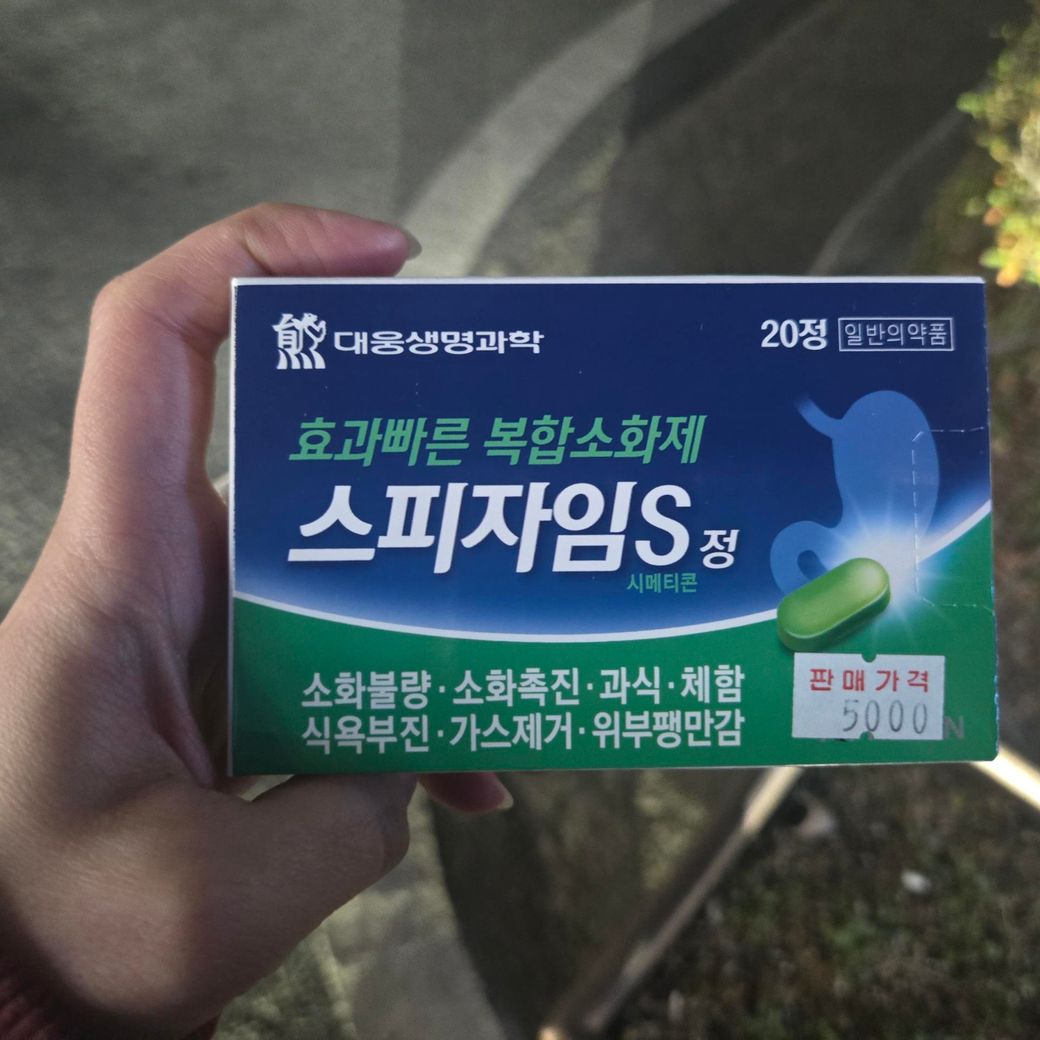 대웅생명과학
20정 일반의약품
효과빠른 복합소화제
스피자임S 정
시메티콘
소화불량·소화촉진·과식·체함
식욕부진·가스제거·위부팽만감
판매가격
5000